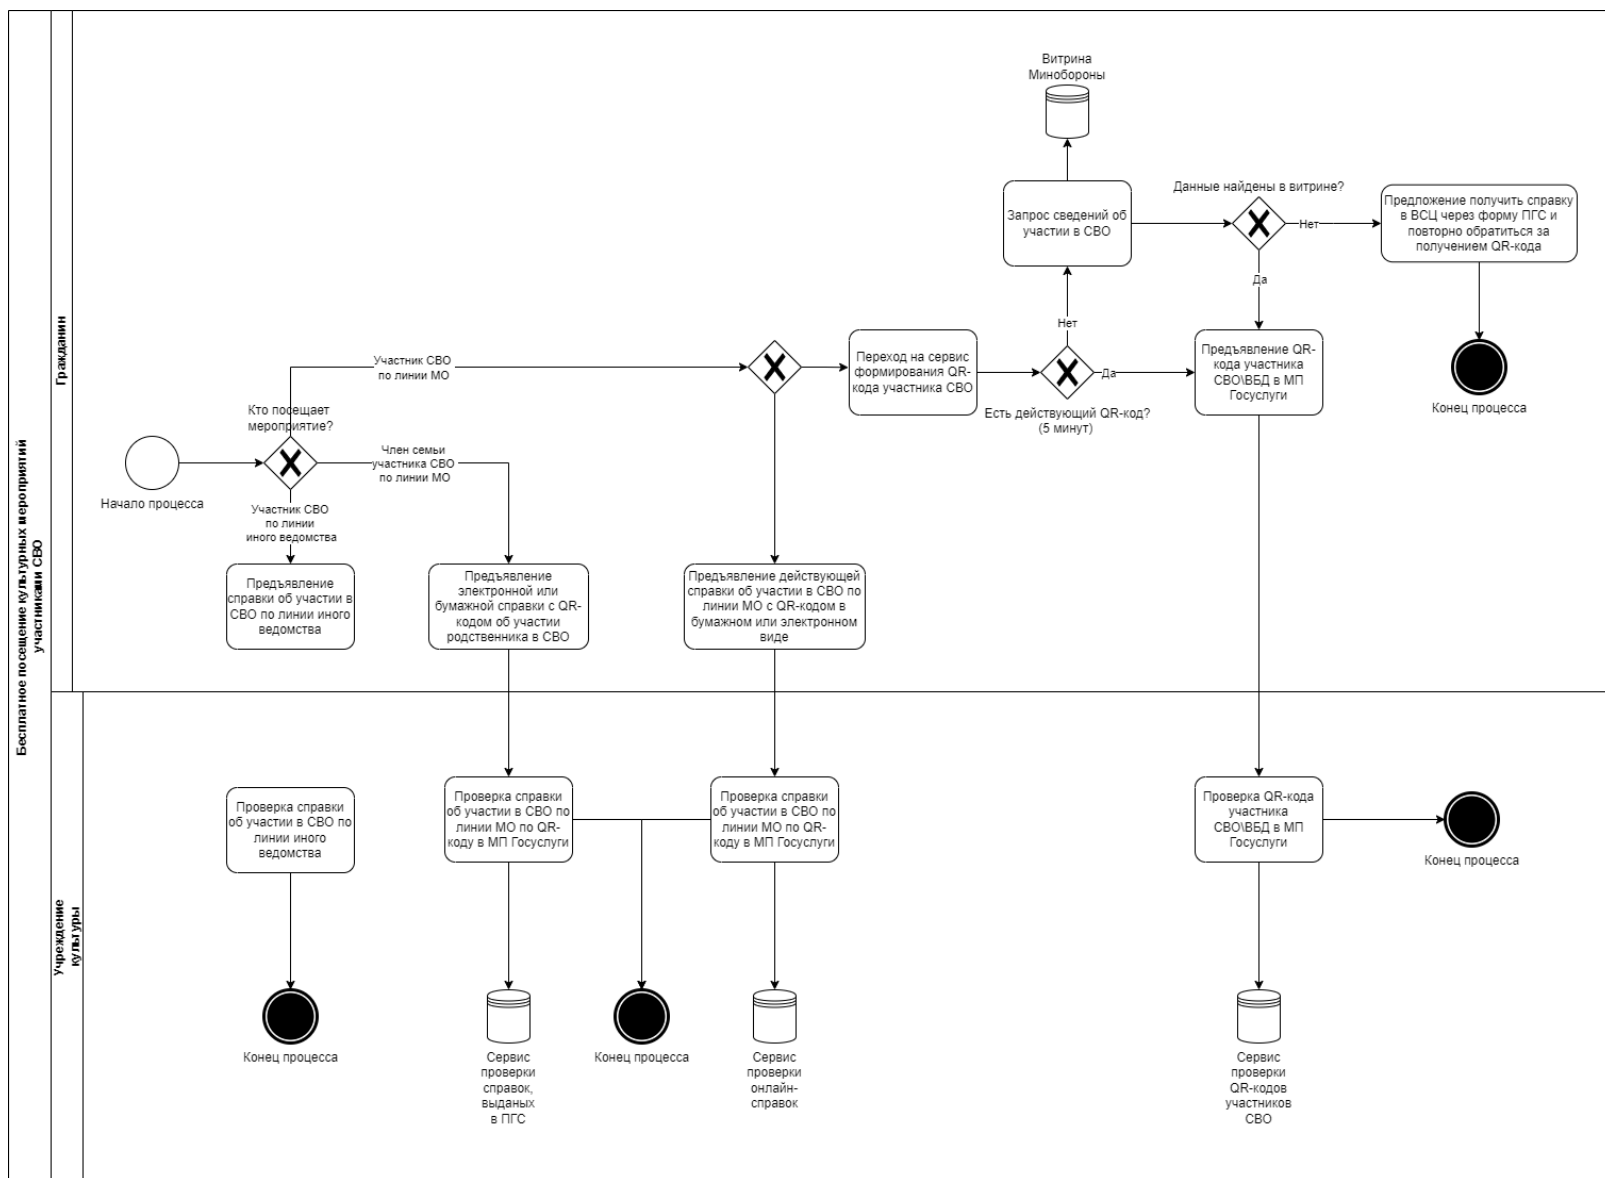 Бесплатное посещение культурных мероприятий
участниками СВО
Гражданин
Витрина
Минобороны
Запрос сведений об
участии в СВО
Данные найдены в витрине?
Нет
Предложение получить справку
в ВСЦ через форму ПГС и
повторно обратиться за
получением QR-кода
Да
Нет
Участник СВО
по линии МО
Переход на сервис
формирования QR-
кода участника СВО
Да
Есть действующий QR-код?
(5 минут)
Предъявление QR-
кода участника
СВО\ВБД в МП
Госуслуги
Конец процесса
Кто посещает
мероприятие?
Начало процесса
Член семьи
участника СВО
по линии МО
Участник СВО
по линии
иного ведомства
Предъявление
справки об участии в
СВО по линии иного
ведомства
Предъявление
электронной или
бумажной справки с QR-
кодом об участии
родственника в СВО
Предъявление действующей
справки об участии в СВО по
линии МО с QR-кодом в
бумажном или электронном
виде
Учреждение
культуры
Проверка справки
об участии в СВО по
линии иного
ведомства
Проверка справки
об участии в СВО по
линии МО по QR-
коду в МП Госуслуги
Проверка справки
об участии в СВО по
линии МО по QR-
коду в МП Госуслуги
Проверка QR-кода
участника
СВО\ВБД в МП
Госуслуги
Конец процесса
Конец процесса
Сервис
проверки
справок,
выданых
в ПГС
Конец процесса
Сервис
проверки
онлайн-
справок
Сервис
проверки
QR-кодов
участников
СВО